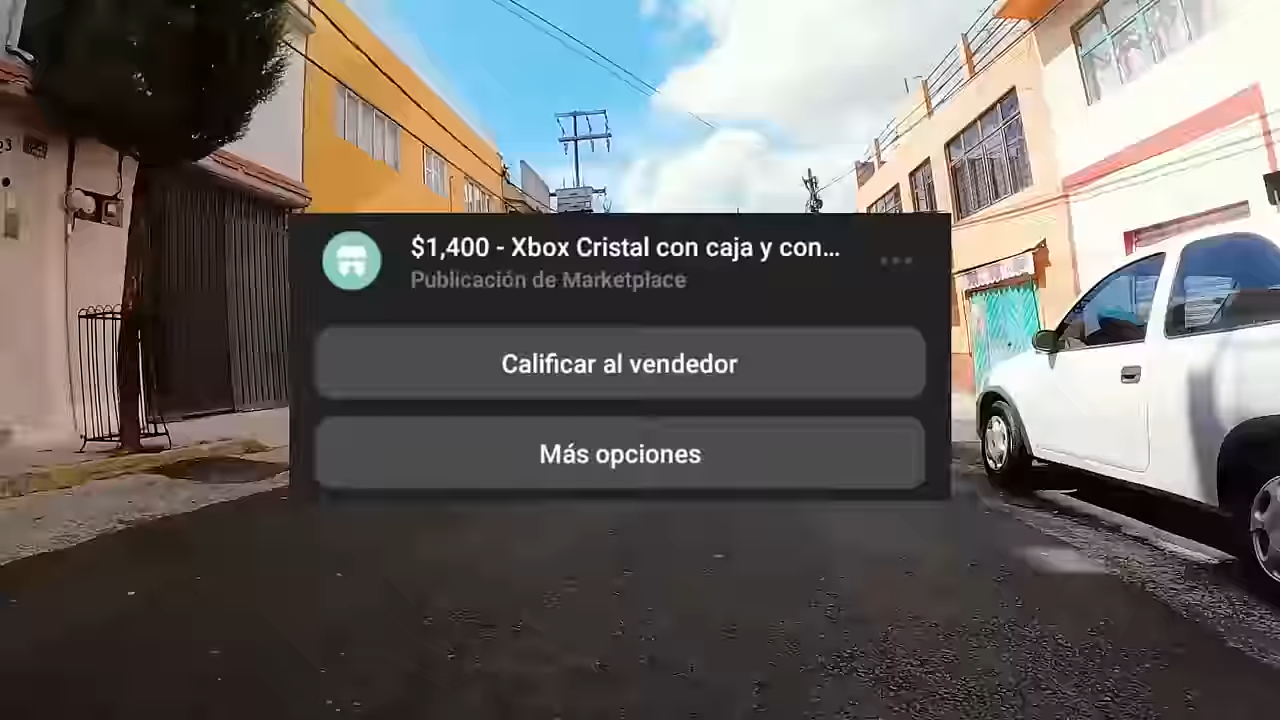 $1,400 - Xbox Cristal con caja y con...
Publicación de Marketplace
Calificar al vendedor
Más opciones